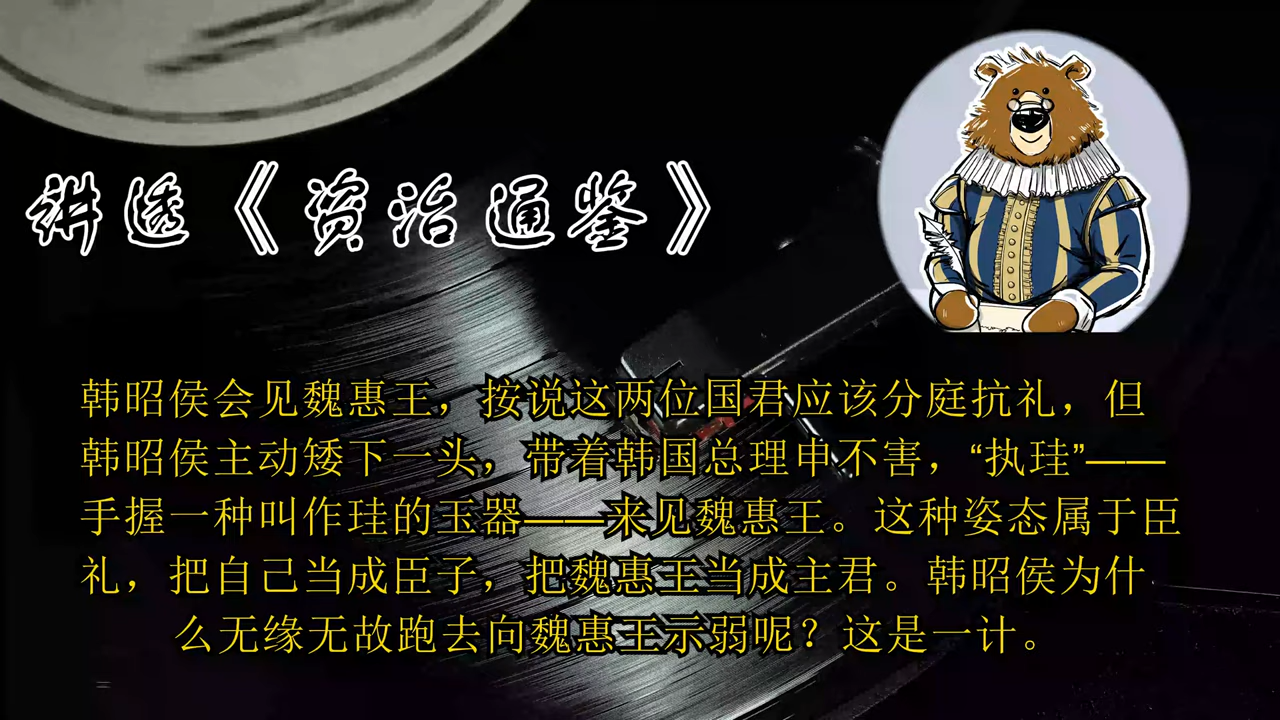 讲透《资治通鉴》
韩昭侯会见魏惠王，按说这两位国君应该分庭抗礼，但
韩昭侯主动矮下一头，带着韩国总理申不害，“执珪”——
手握一种叫作珪的玉器——来见魏惠王。这种姿态属于臣
礼，把自己当成臣子，把魏惠王当成主君。韩昭侯为什
么无缘无故跑去向魏惠王示弱呢？这是一计。